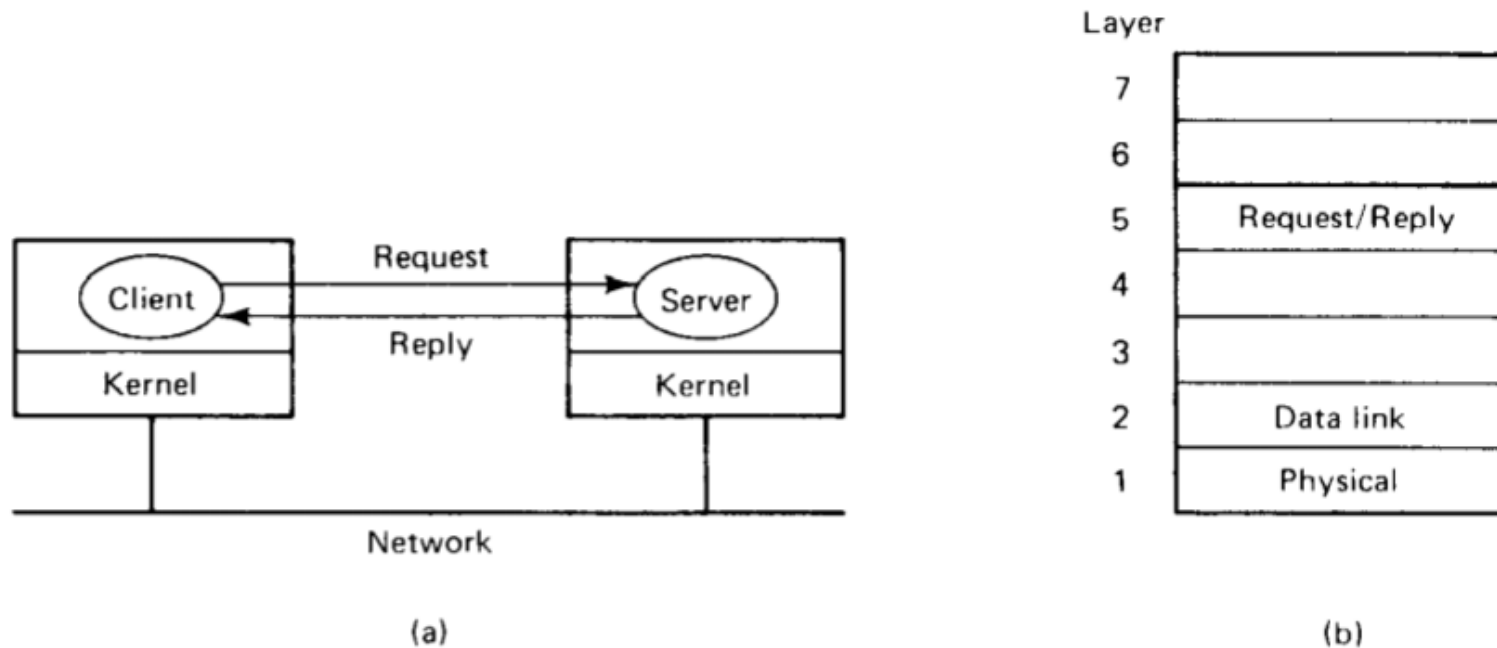 Client
Request
Server
Reply
Kernel
Kernel
Network
(a)
Layer
7
6
5 Request/Reply
4
3
2 Data link
1 Physical
(b)